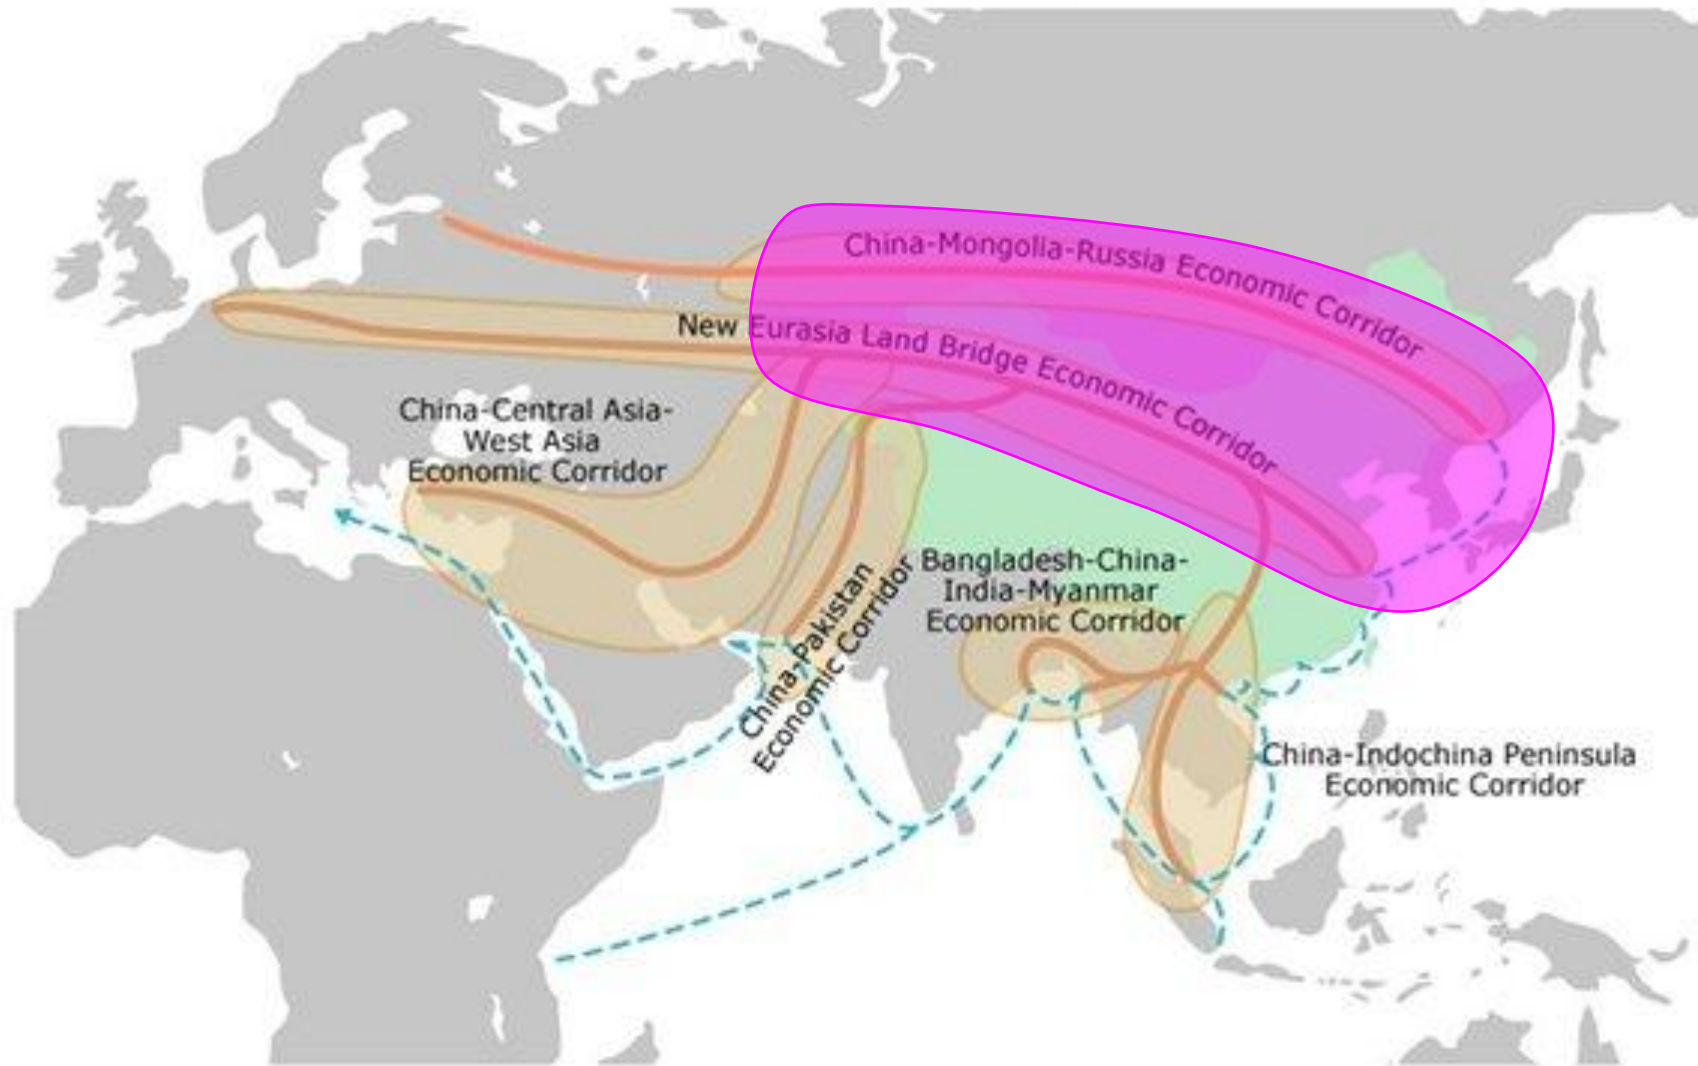 China-Mongolia-Russia Economic Corridor
New Eurasia Land Bridge Economic Corridor
China-Central Asia-
West Asia
Economic Corridor
China-Pakistan
Economic Corridor
Bangladesh-China-
India-Myanmar
Economic Corridor
China-Indochina Peninsula
Economic Corridor